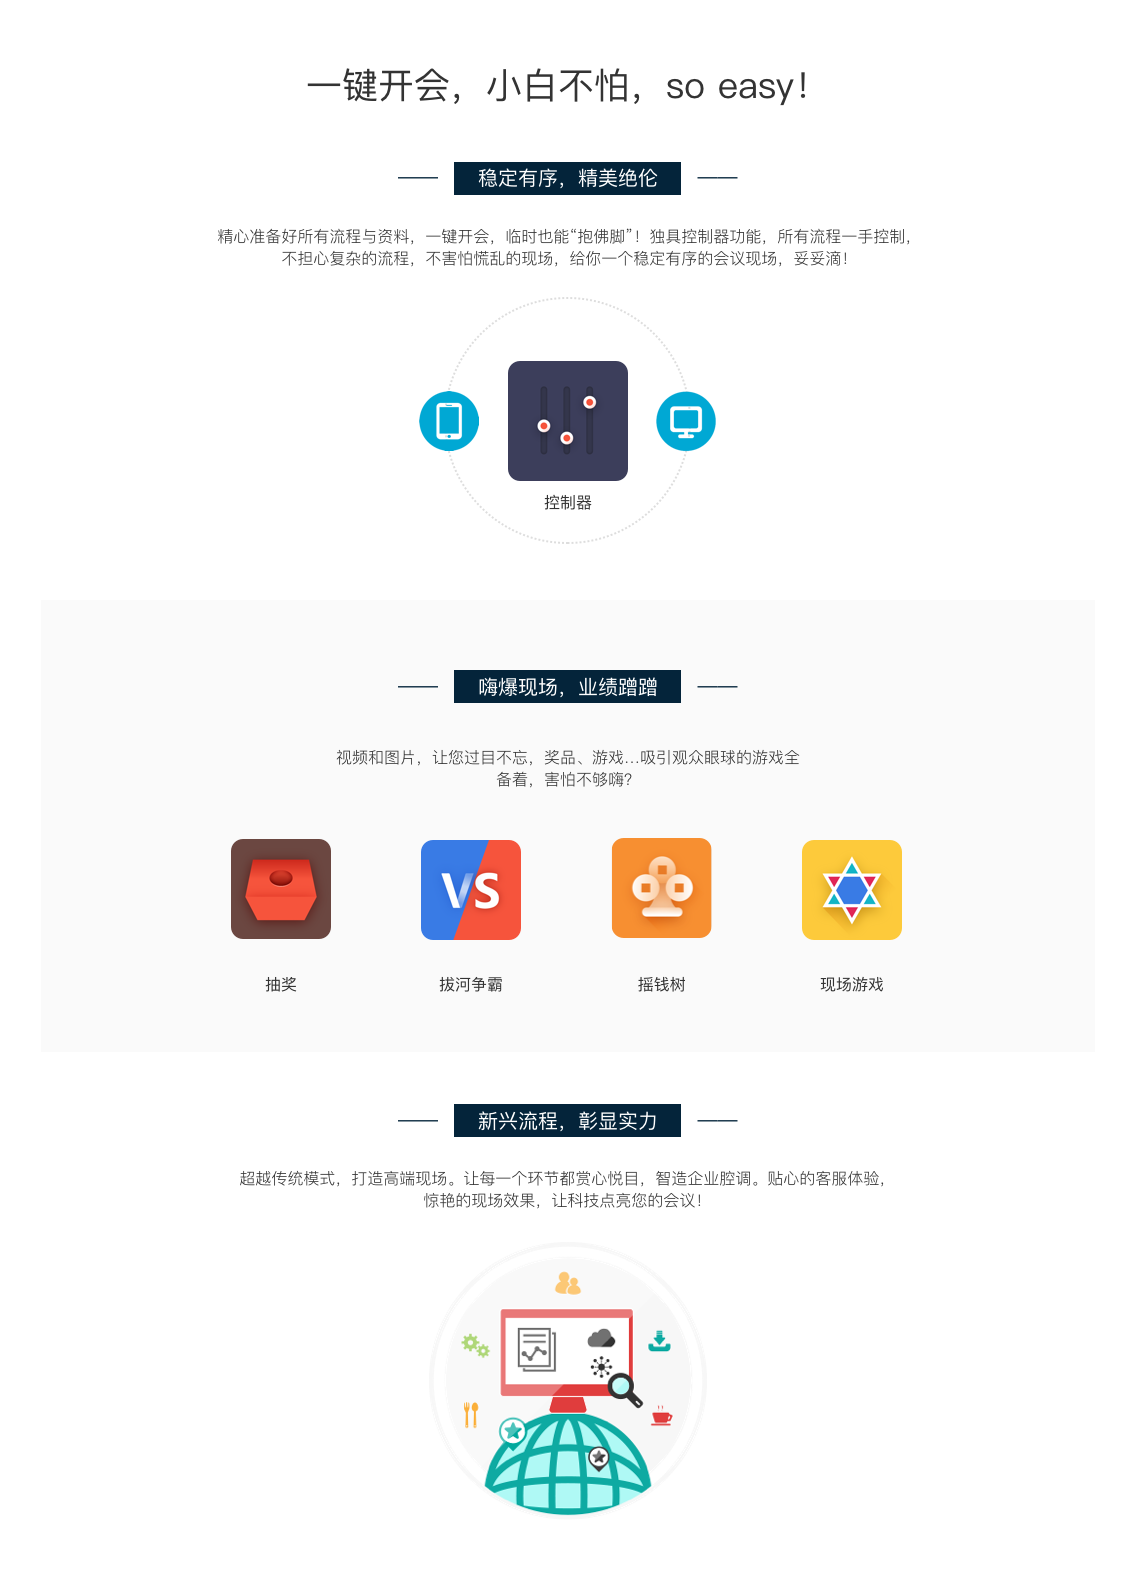 一键开会，小白不怕，so easy！
稳定有序，精美绝伦
精心准备好所有流程与资料，一键开会，临时也能“抱佛脚”！独具控制器功能，所有流程一手控制，
不担心复杂的流程，不害怕慌乱的现场，给你一个稳定有序的会议现场，妥妥滴！
控制器
嗨爆现场，业绩蹭蹭
视频和图片，让您过目不忘，奖品、游戏...吸引观众眼球的游戏全
备着，害怕不够嗨？
VS
抽奖
拔河争霸
摇钱树
现场游戏
新兴流程，彰显实力
超越传统模式，打造高端现场。让每一个环节都赏心悦目，智造企业腔调。贴心的客服体验，
惊艳的现场效果，让科技点亮您的会议！